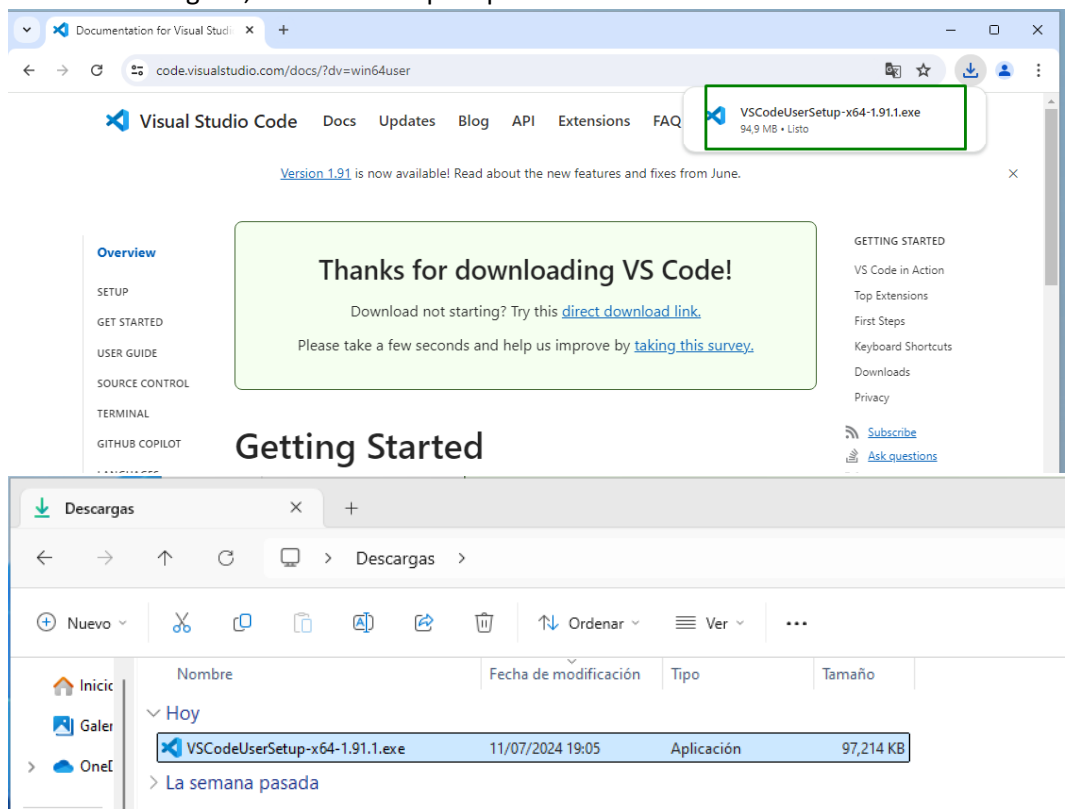 Documentation for Visual Studi
code.visualstudio.com/docs/?dv=win64user
Visual Studio Code Docs Updates Blog API Extensions FAQ
VSCodeUserSetup-x64-1.91.1.exe
94,9 MB • Listo
Version 1.91 is now available! Read about the new features and fixes from June.
Overview
SETUP
GET STARTED
USER GUIDE
SOURCE CONTROL
TERMINAL
GITHUB COPILOT
Thanks for downloading VS Code!
Download not starting? Try this direct download link.
Please take a few seconds and help us improve by taking this survey.
Getting Started
GETTING STARTED
VS Code in Action
Top Extensions
First Steps
Keyboard Shortcuts
Downloads
Privacy
Subscribe
Ask questions
Descargas
Descargas
Nuevo Ordenar Ver
Inicic
Galer
OneD
Nombre Fecha de modificación Tipo Tamaño
Hoy
VSCodeUserSetup-x64-1.91.1.exe 11/07/2024 19:05 Aplicación 97,214 KB
La semana pasada